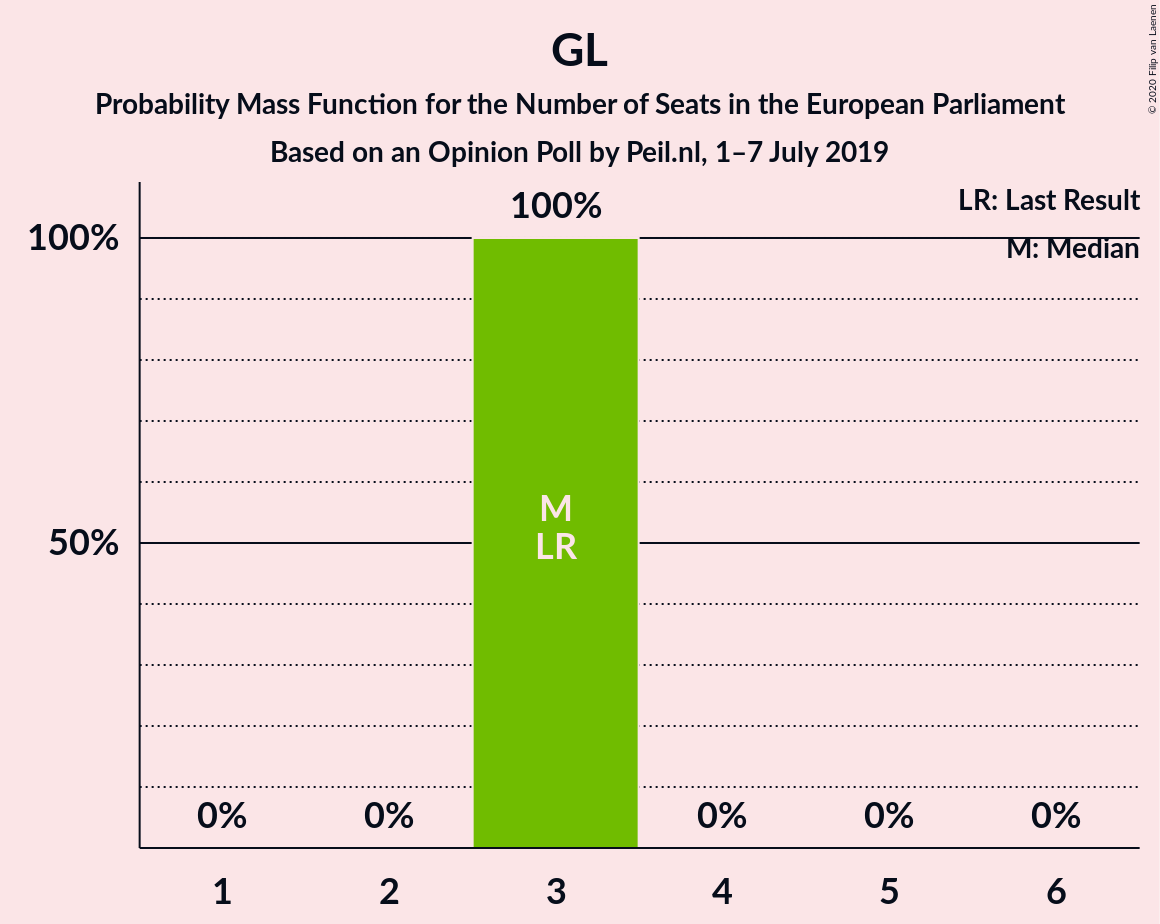 GL
Probability Mass Function for the Number of Seats in the European Parliament
Based on an Opinion Poll by Peil.nl, 1–7 July 2019
© 2020 Filip van Laenen
LR: Last Result
M: Median
100%
100%
50%
M
LR
0%
0%
0%
0%
0%
1
2
3
4
5
6